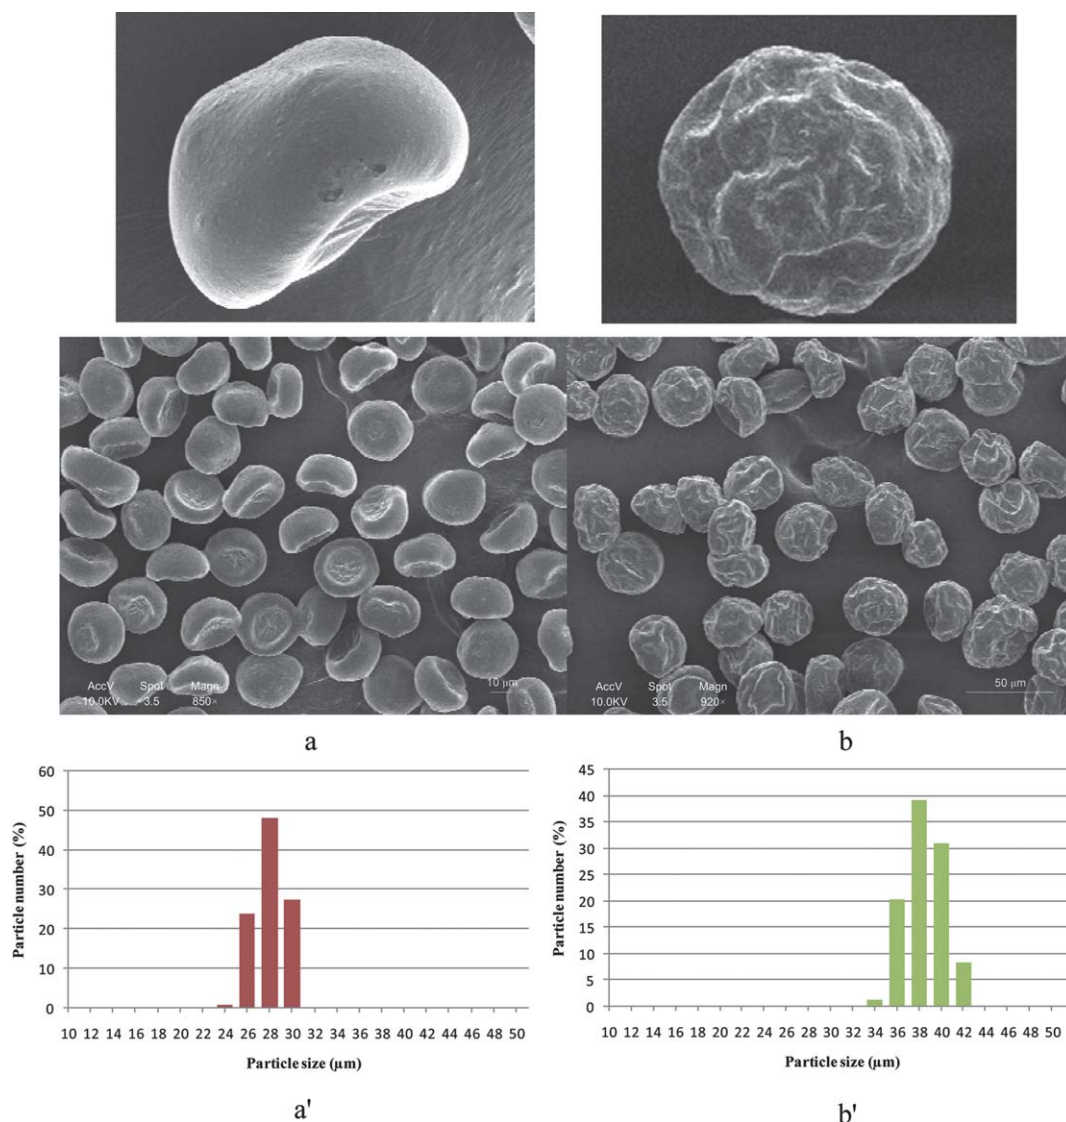 AccV Spot Magn
10.0KV 3.5 850×
10 µm
AccV Spot Magn
10.0KV 3.5 920×
50 µm
a
b
Particle number (%)
60
50
40
30
20
10
0
10 12 14 16 18 20 22 24 26 28 30 32 34 36 38 40 42 44 46 48 50
Particle size (µm)
a'
Particle number (%)
45
40
35
30
25
20
15
10
5
0
10 12 14 16 18 20 22 24 26 28 30 32 34 36 38 40 42 44 46 48 50
Particle size (µm)
b'